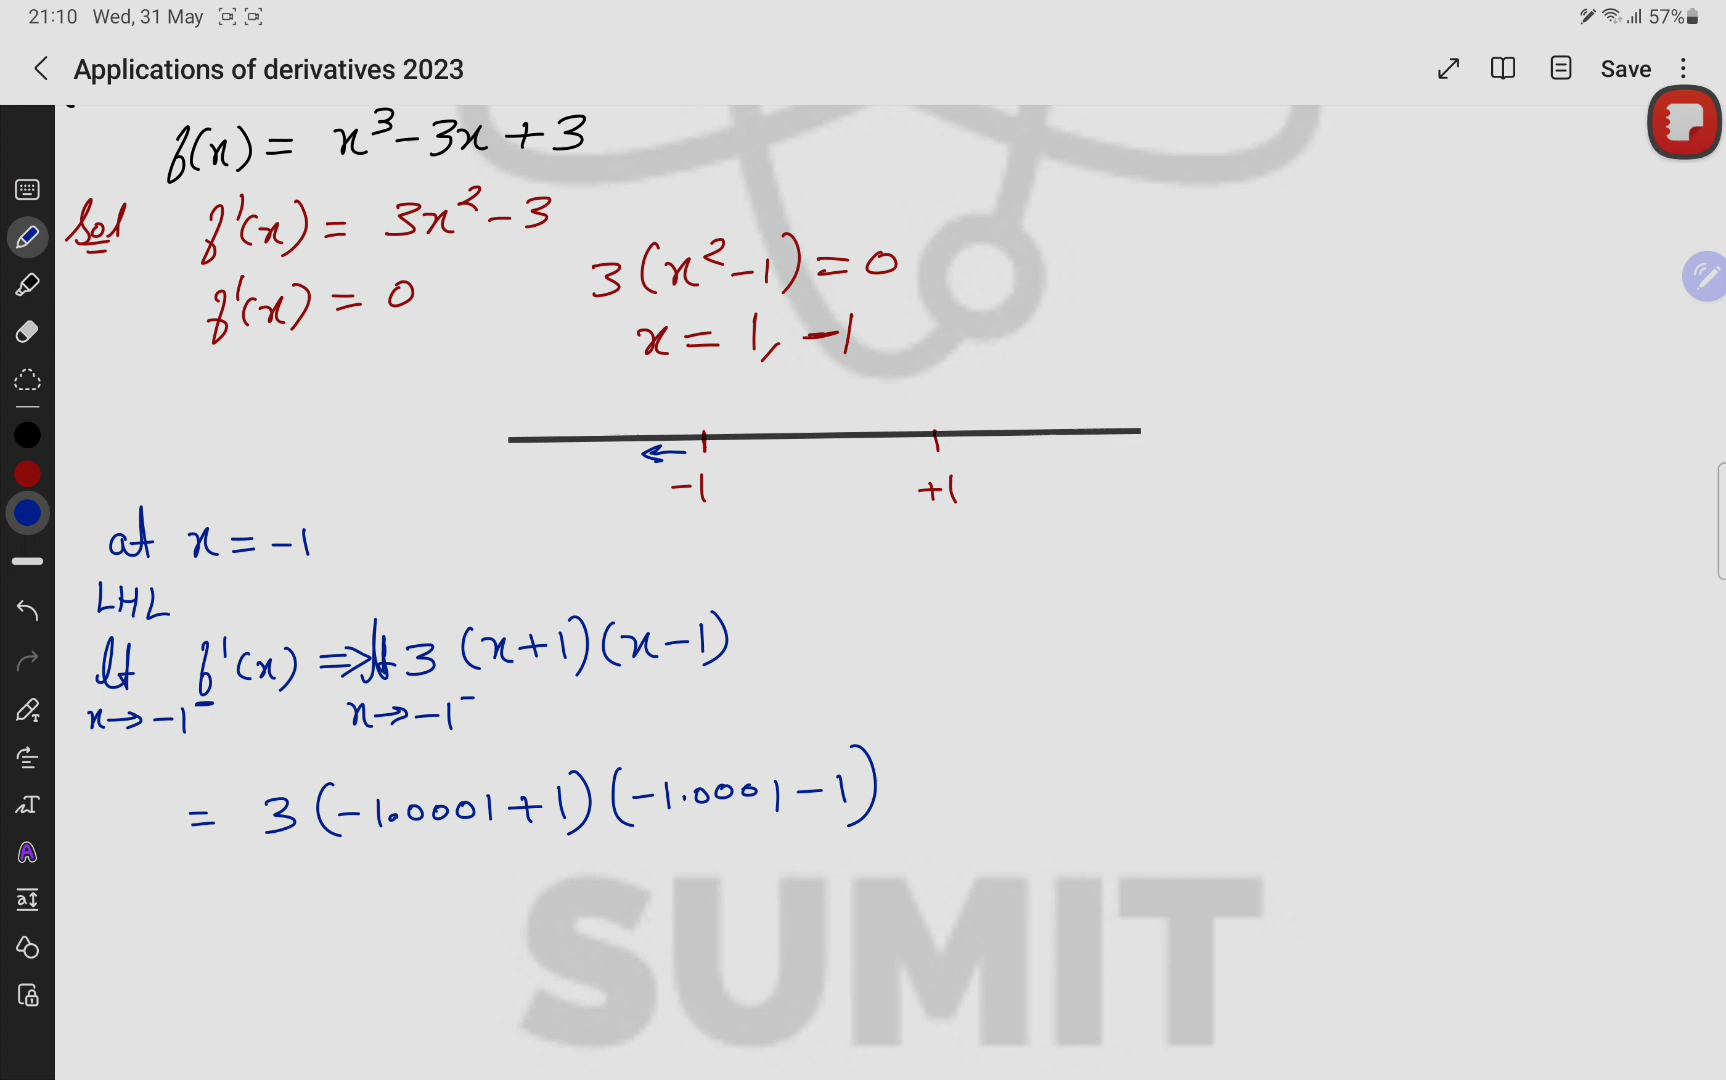 21:10 Wed, 31 May 57%
Applications of derivatives 2023 Save
f(x) = x³-3x+3
Sol f'(x) = 3x²-3
f'(x) = 0 3(x²-1)=0
x = 1, -1
-1 +1
at x = -1
LHL
lt f'(x) ⇒ lt 3 (x+1)(x-1)
x→-1⁻ x→-1⁻
= 3(-1.0001+1)(-1.0001-1)
SUMIT